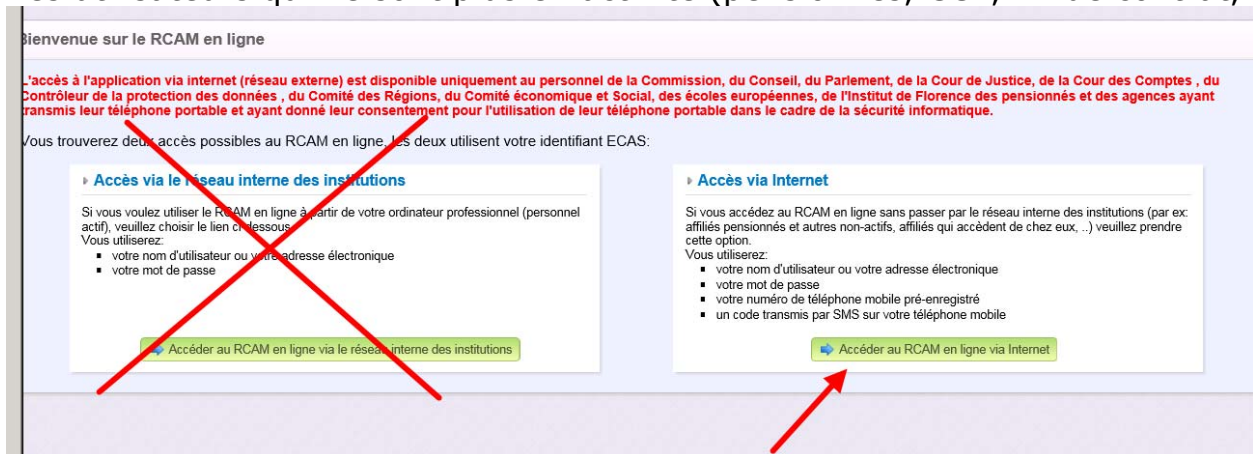 Bienvenue sur le RCAM en ligne
L'accès à l'application via internet (réseau externe) est disponible uniquement au personnel de la Commission, du Conseil, du Parlement, de la Cour de Justice, de la Cour des Comptes , du
Contrôleur de la protection des données , du Comité des Régions, du Comité économique et Social, des écoles européennes, de l'Institut de Florence des pensionnés et des agences ayant
transmis leur téléphone portable et ayant donné leur consentement pour l'utilisation de leur téléphone portable dans le cadre de la sécurité informatique.
Vous trouverez deux accès possibles au RCAM en ligne, les deux utilisent votre identifiant ECAS:
Accès via le réseau interne des institutions
Si vous voulez utiliser le RCAM en ligne à partir de votre ordinateur professionnel (personnel
actif), veuillez choisir le lien ci-dessous.
Vous utiliserez:
votre nom d'utilisateur ou votre adresse électronique
votre mot de passe
Accéder au RCAM en ligne via le réseau interne des institutions
Accès via Internet
Si vous accédez au RCAM en ligne sans passer par le réseau interne des institutions (par ex:
affiliés pensionnés et autres non-actifs, affiliés qui accèdent de chez eux, ..) veuillez prendre
cette option.
Vous utiliserez:
votre nom d'utilisateur ou votre adresse électronique
votre mot de passe
votre numéro de téléphone mobile pré-enregistré
un code transmis par SMS sur votre téléphone mobile
Accéder au RCAM en ligne via Internet